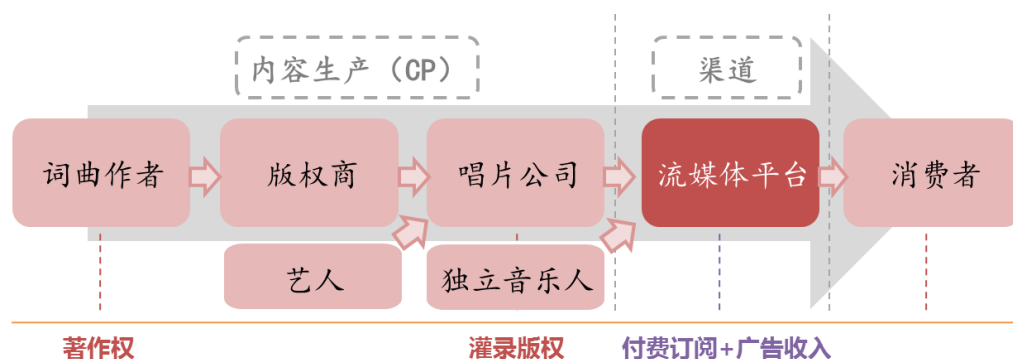 内容生产（CP）
渠道
词曲作者
版权商
唱片公司
流媒体平台
消费者
艺人
独立音乐人
著作权
灌录版权
付费订阅+广告收入